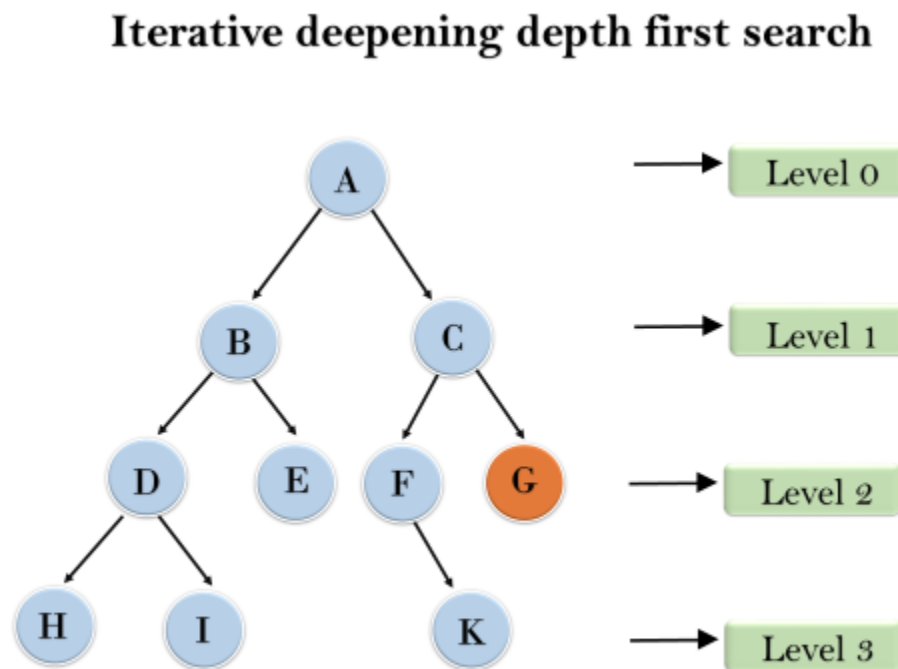 Iterative deepening depth first search
A
Level 0
B
C
Level 1
D
E
F
G
Level 2
H
I
K
Level 3